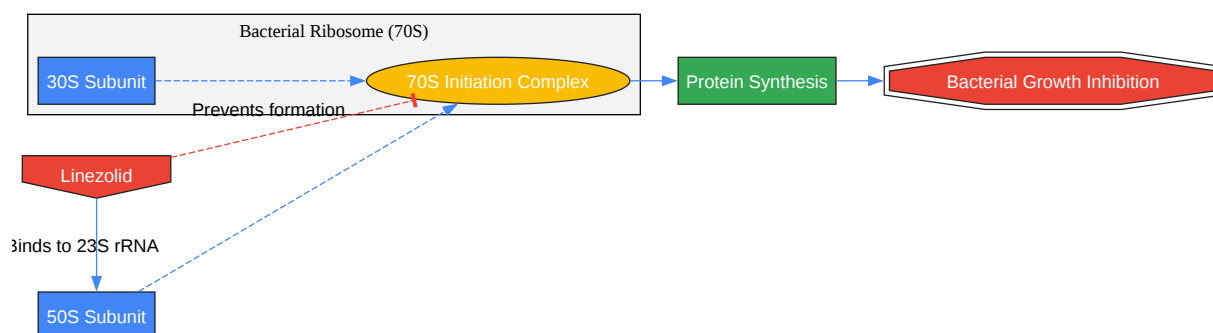 Bacterial Ribosome (70S)
30S Subunit
70S Initiation Complex
Protein Synthesis
Bacterial Growth Inhibition
Prevents formation
Linezolid
Binds to 23S rRNA
50S Subunit